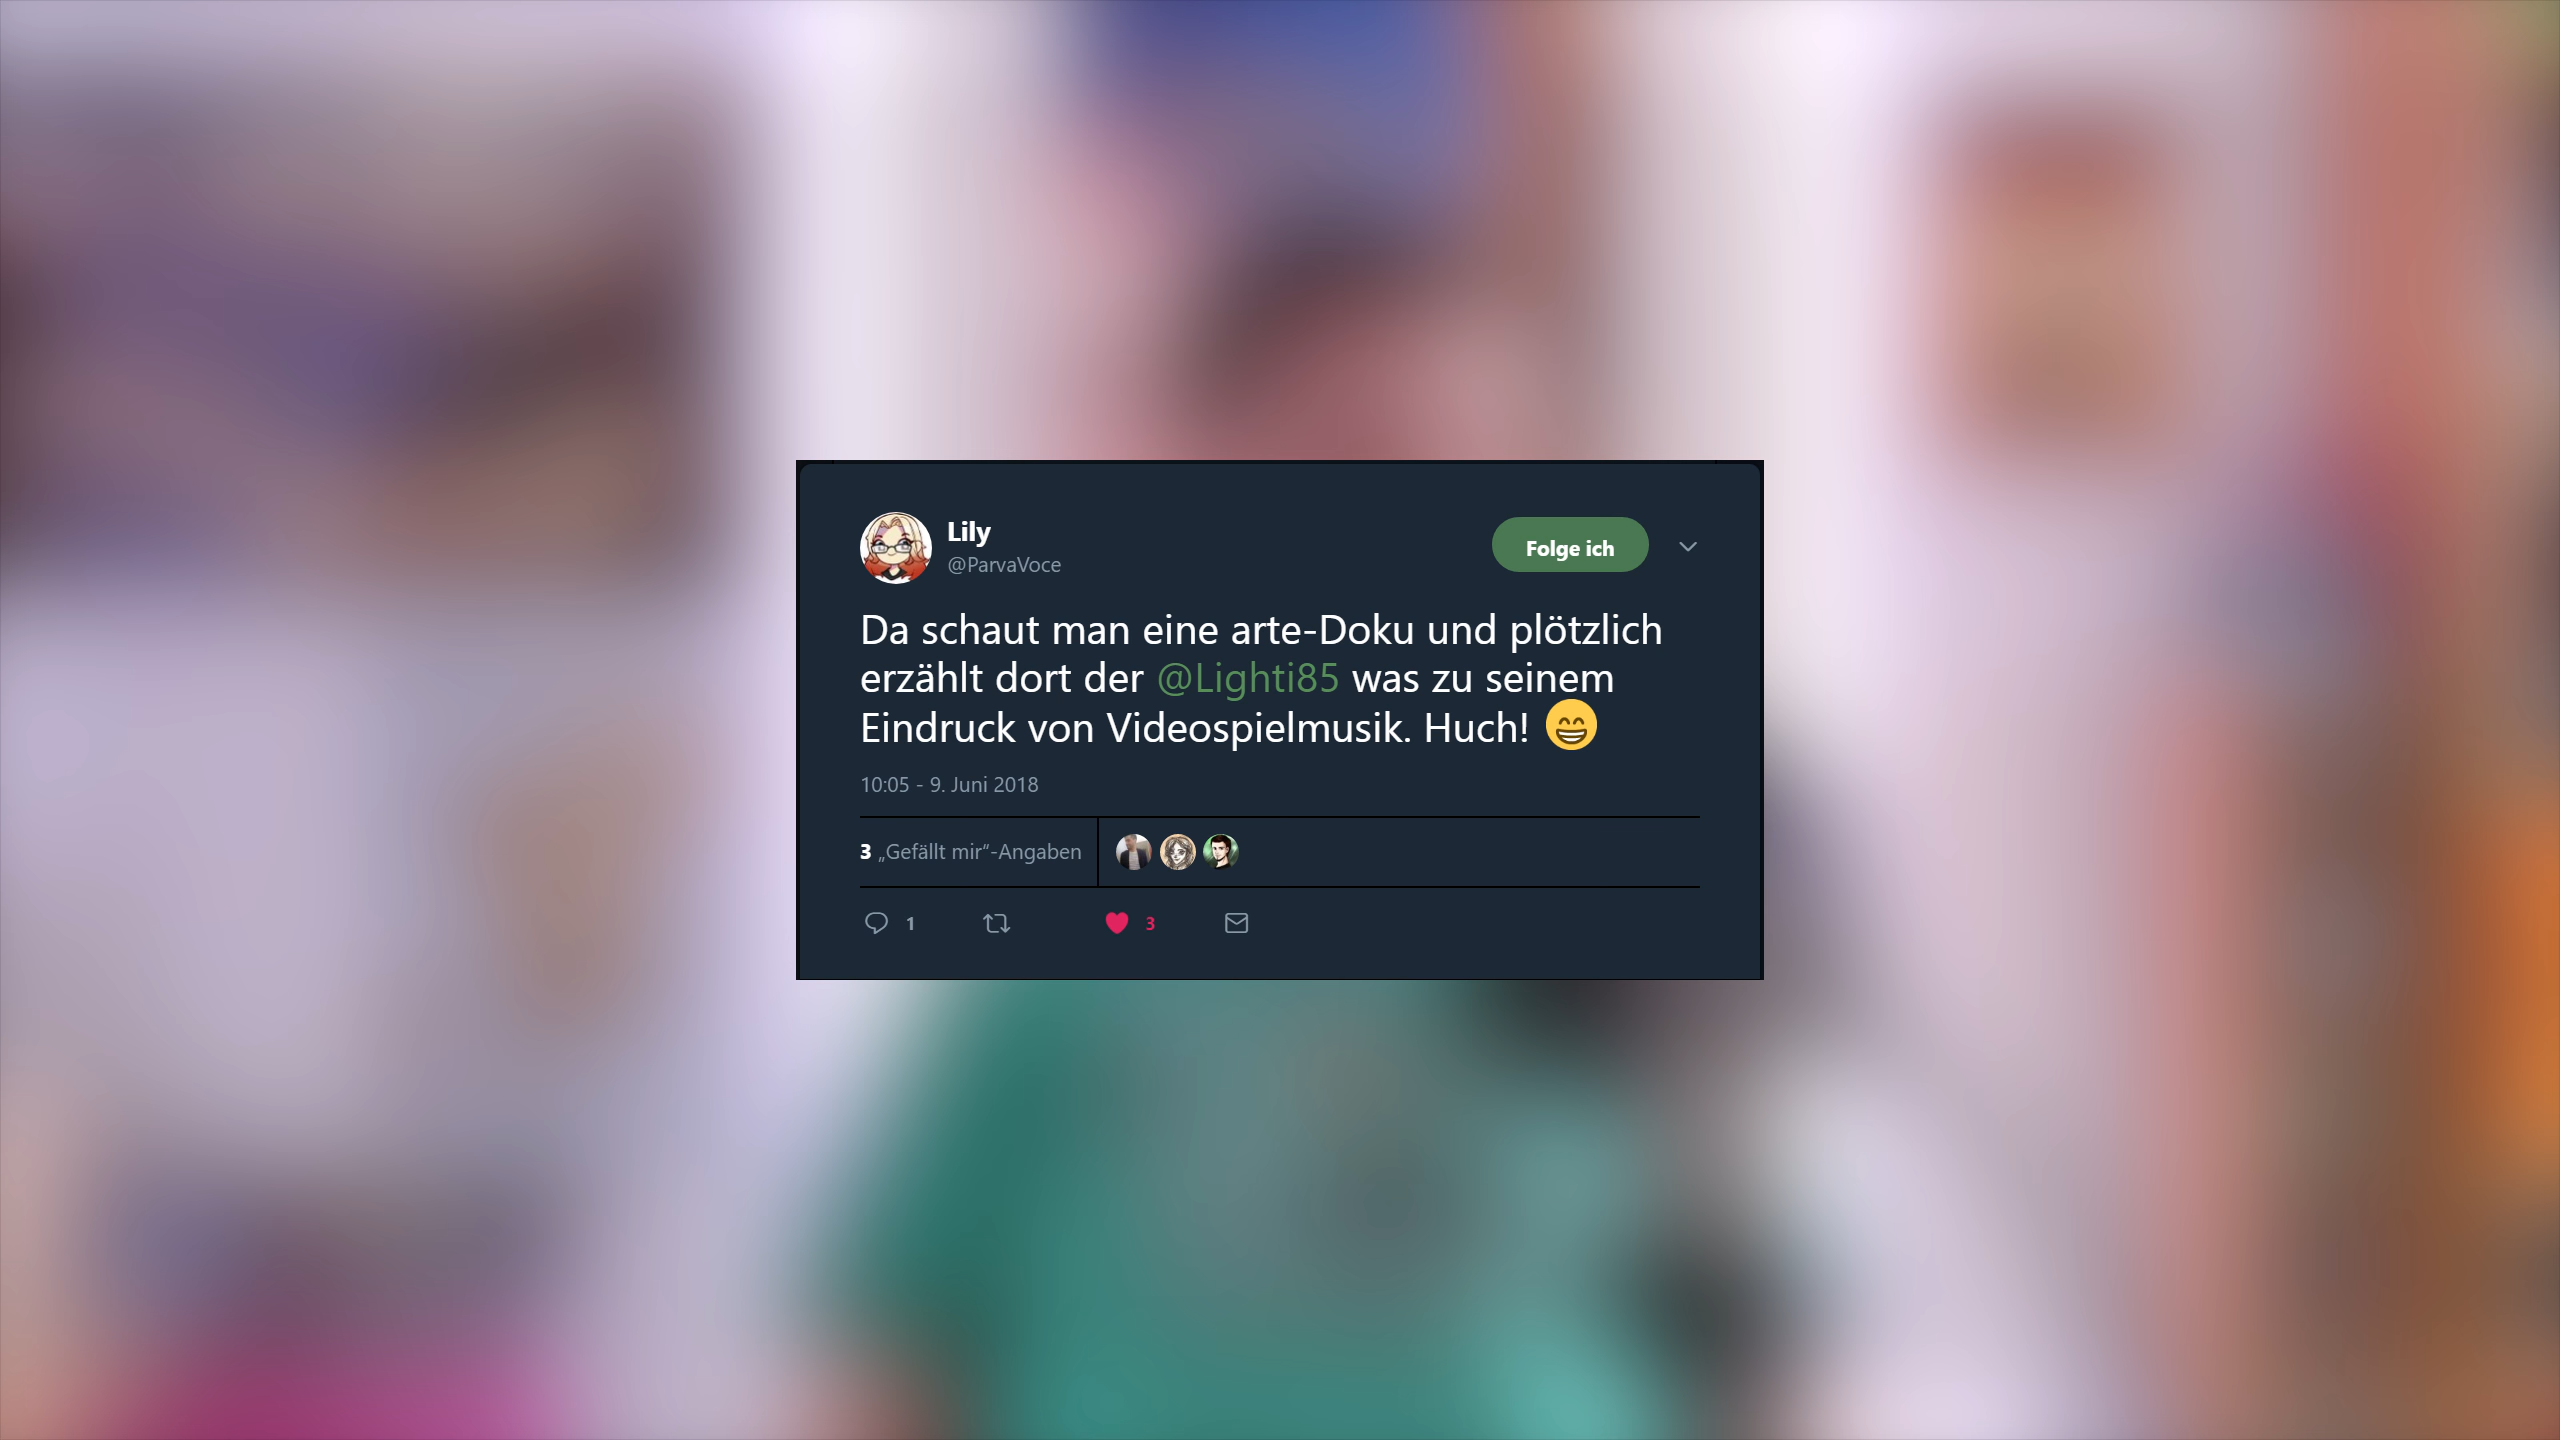 Lily
@ParvaVoce
Folge ich
Da schaut man eine arte-Doku und plötzlich
erzählt dort der @Lighti85 was zu seinem
Eindruck von Videospielmusik. Huch! 😁
10:05 - 9. Juni 2018
3 „Gefällt mir“-Angaben
1
3